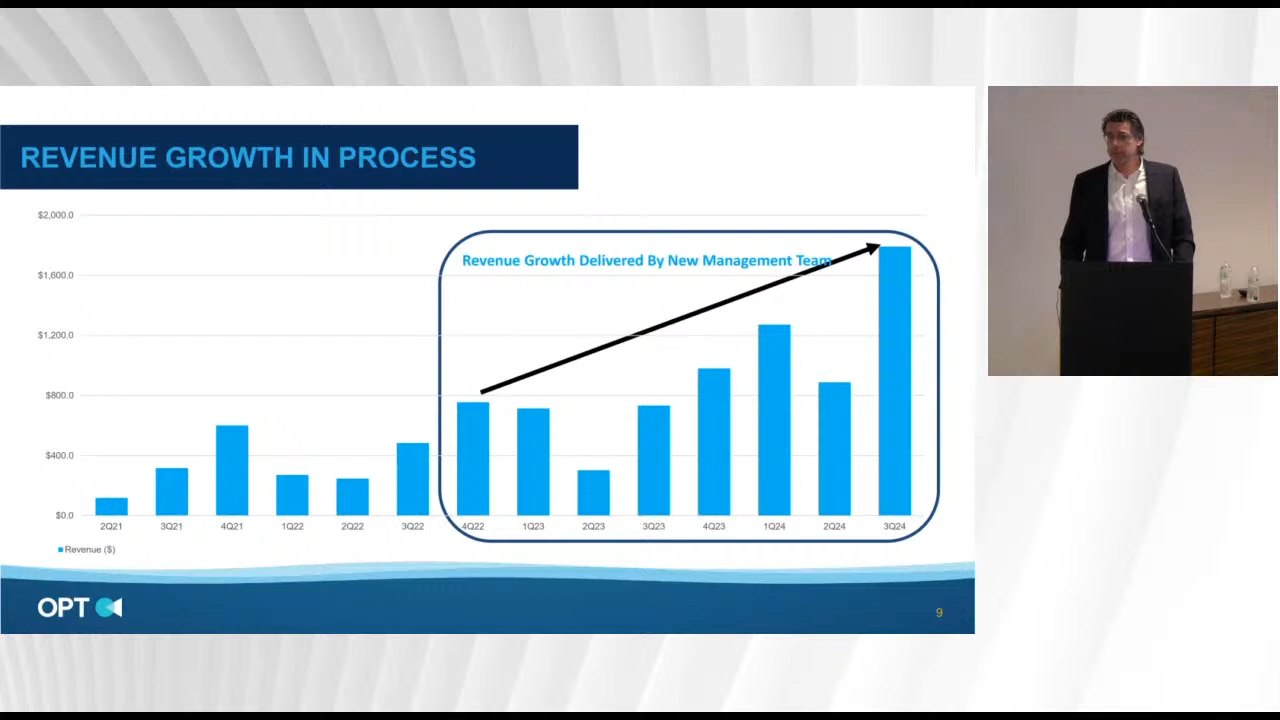 REVENUE GROWTH IN PROCESS
$2,000.0
Revenue Growth Delivered By New Management Team
$1,600.0
$1,200.0
$800.0
$400.0
$0.0
2Q21 3Q21 4Q21 1Q22 2Q22 3Q22 4Q22 1Q23 2Q23 3Q23 4Q23 1Q24 2Q24 3Q24
Revenue ($)
OPT
9